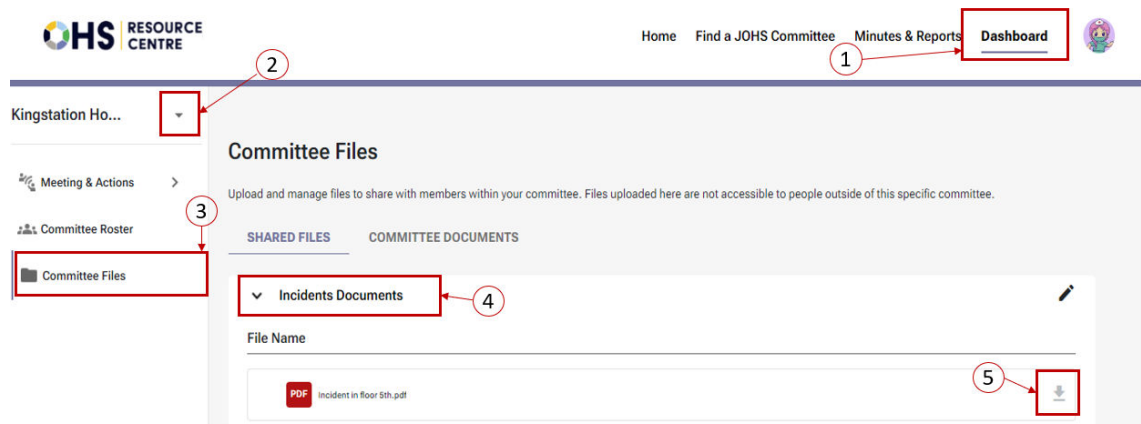 OHS RESOURCE CENTRE
Home Find a JOHS Committee Minutes & Reports Dashboard
1
2
Kingstation Ho...
Committee Files
Meeting & Actions
Upload and manage files to share with members within your committee. Files uploaded here are not accessible to people outside of this specific committee.
3
Committee Roster
SHARED FILES COMMITTEE DOCUMENTS
Committee Files
Incidents Documents
4
File Name
5
PDF Incident in floor 5th.pdf